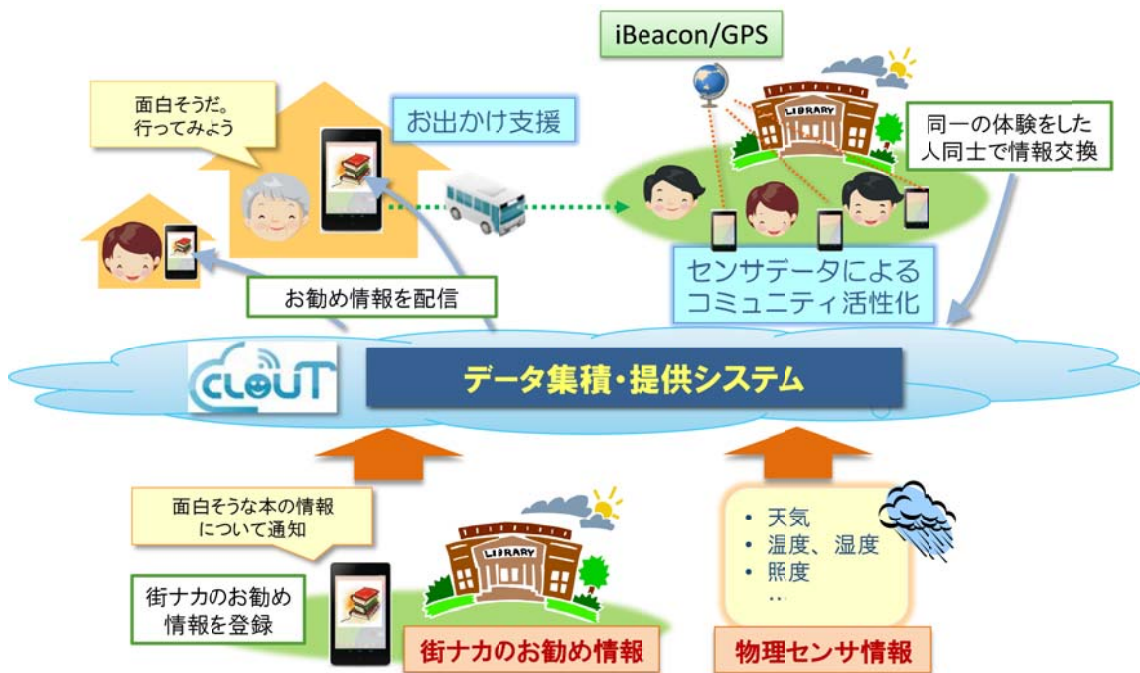 iBeacon/GPS
面白そうだ。
行ってみよう
お出かけ支援
LIBRARY
同一の体験をした
人同士で情報交換
センサデータによる
コミュニティ活性化
お勧め情報を配信
CLOUT
データ集積・提供システム
面白そうな本の情報
について通知
街ナカのお勧め
情報を登録
LIBRARY
街ナカのお勧め情報
• 天気
• 温度、湿度
• 照度
…
物理センサ情報